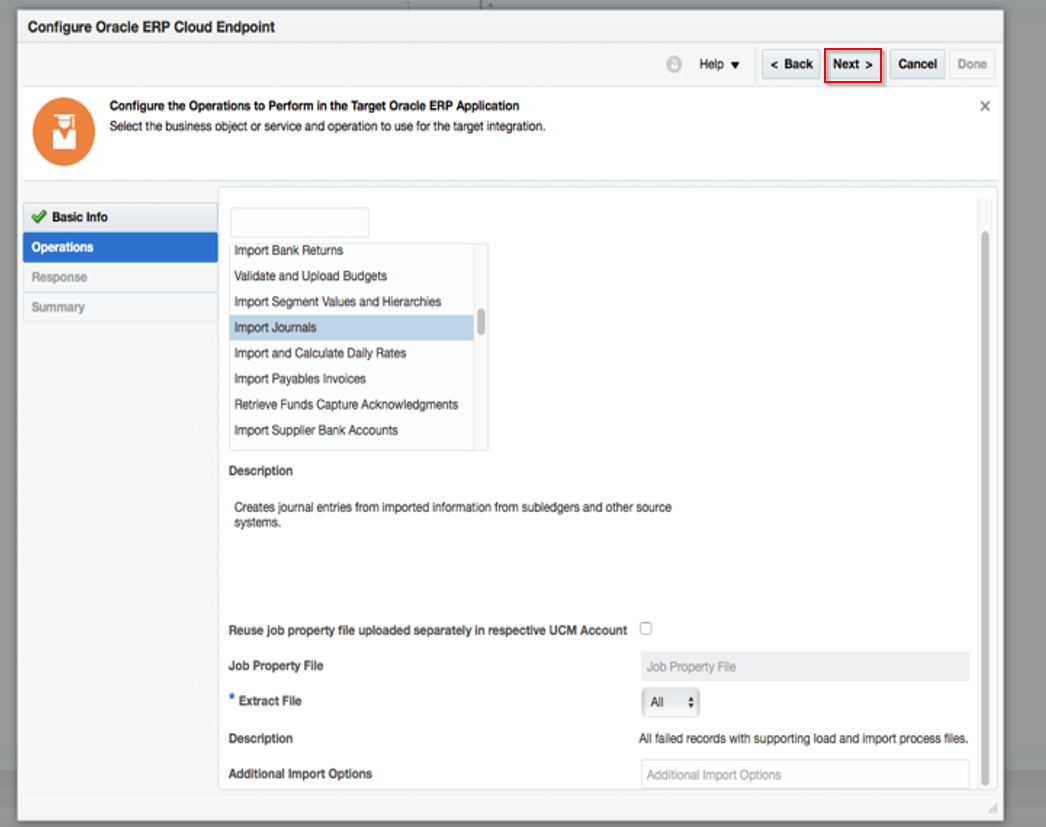 Configure Oracle ERP Cloud Endpoint
Help ▼ < Back Next > Cancel Done
Configure the Operations to Perform in the Target Oracle ERP Application
Select the business object or service and operation to use for the target integration.
Basic Info
Operations
Response
Summary
Import Bank Returns
Validate and Upload Budgets
Import Segment Values and Hierarchies
Import Journals
Import and Calculate Daily Rates
Import Payables Invoices
Retrieve Funds Capture Acknowledgments
Import Supplier Bank Accounts
Description
Creates journal entries from imported information from subledgers and other source
systems.
Reuse job property file uploaded separately in respective UCM Account
Job Property File Job Property File
* Extract File All
Description All failed records with supporting load and import process files.
Additional Import Options Additional Import Options